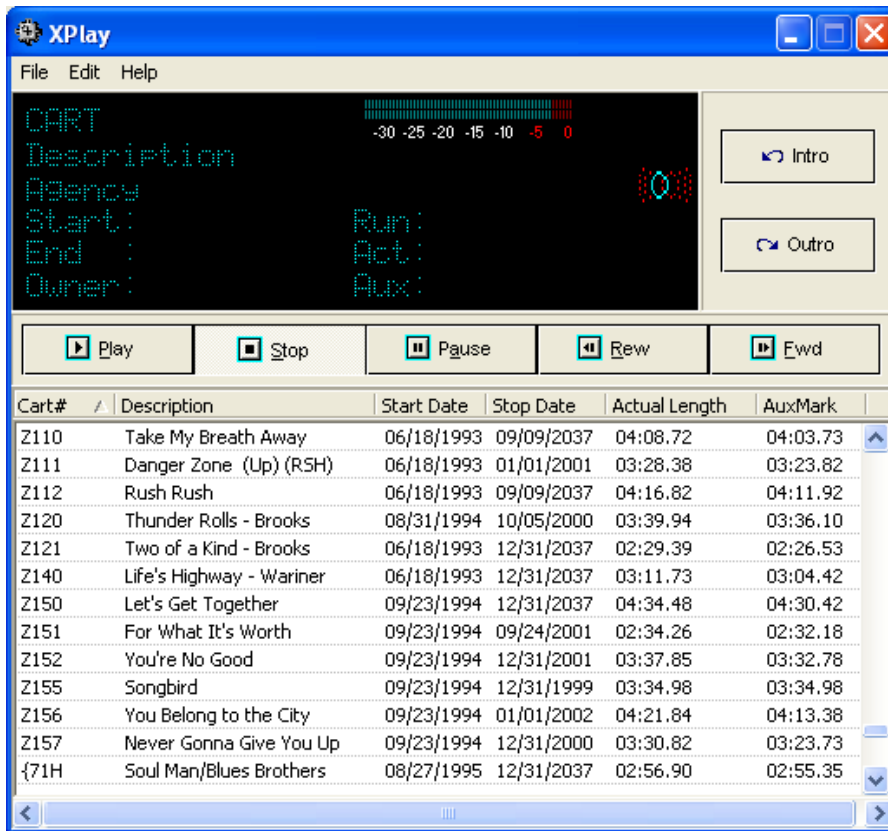 XPlay
File Edit Help
CART
-30 -25 -20 -15 -10 -5 0
Description
Agency
Start: Run:
End : Act:
Owner: Aux:
Intro
Outro
Play Stop Pause Rew Fwd
Cart# Description Start Date Stop Date Actual Length AuxMark
Z110 Take My Breath Away 06/18/1993 09/09/2037 04:08.72 04:03.73
Z111 Danger Zone (Up) (RSH) 06/18/1993 01/01/2001 03:28.38 03:23.82
Z112 Rush Rush 06/18/1993 09/09/2037 04:16.82 04:11.92
Z120 Thunder Rolls - Brooks 08/31/1994 10/05/2000 03:39.94 03:36.10
Z121 Two of a Kind - Brooks 06/18/1993 12/31/2037 02:29.39 02:26.53
Z140 Life's Highway - Wariner 06/18/1993 12/31/2037 03:11.73 03:04.42
Z150 Let's Get Together 09/23/1994 12/31/2037 04:34.48 04:30.42
Z151 For What It's Worth 09/23/1994 09/24/2001 02:34.26 02:32.18
Z152 You're No Good 09/23/1994 12/31/2001 03:37.85 03:32.78
Z155 Songbird 09/23/1994 12/31/1999 03:34.98 03:34.98
Z156 You Belong to the City 09/23/1994 01/01/2002 04:21.84 04:13.38
Z157 Never Gonna Give You Up 09/23/1994 12/31/2000 03:30.82 03:23.73
{71H Soul Man/Blues Brothers 08/27/1995 12/31/2037 02:56.90 02:55.35